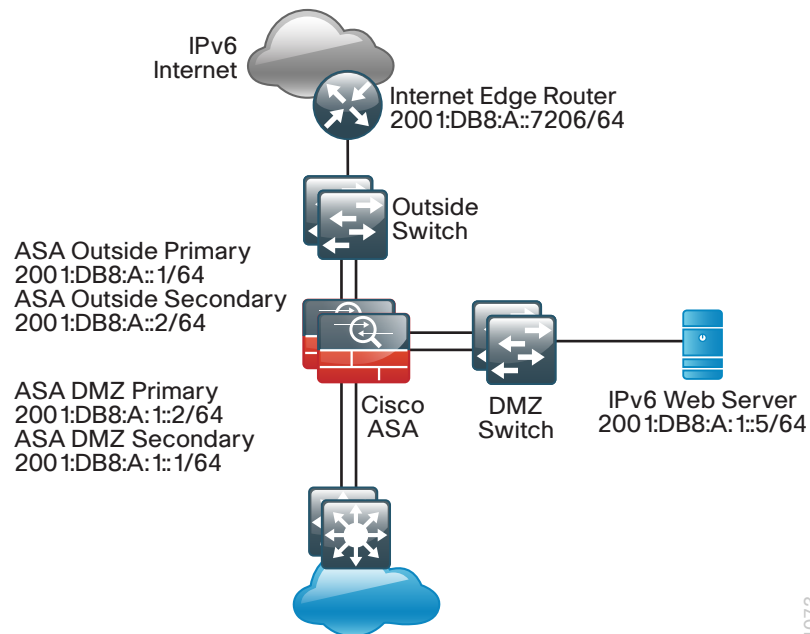 IPv6
Internet
Internet Edge Router
2001:DB8:A::7206/64
Outside
Switch
ASA Outside Primary
2001:DB8:A::1/64
ASA Outside Secondary
2001:DB8:A::2/64
ASA DMZ Primary
2001:DB8:A:1::2/64
ASA DMZ Secondary
2001:DB8:A:1::1/64
Cisco
ASA
DMZ
Switch
IPv6 Web Server
2001:DB8:A:1::5/64